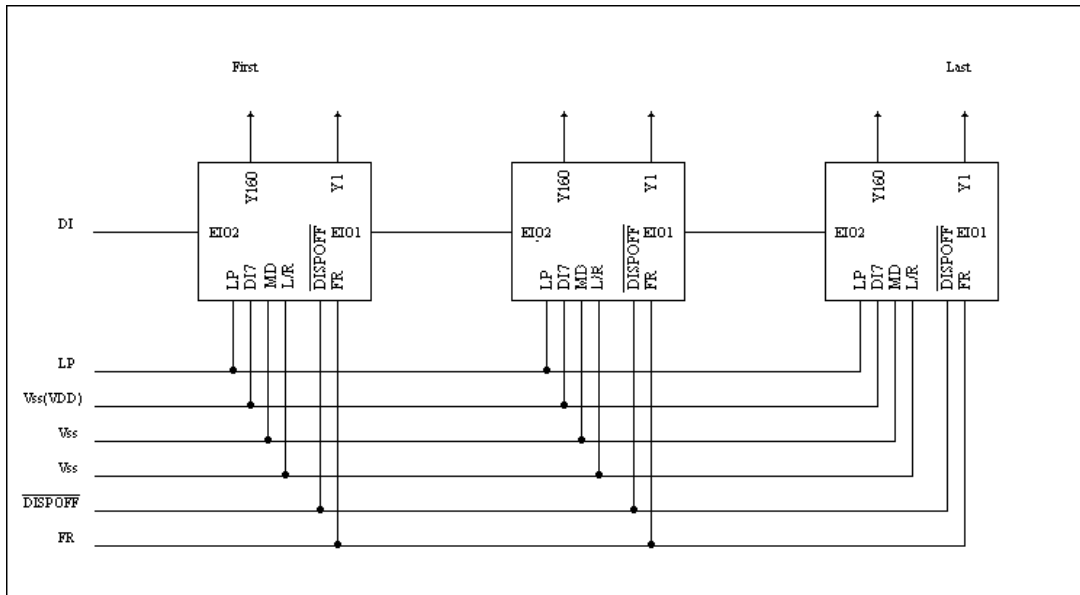 First
Last
Y160
Y1
Y160
Y1
Y160
Y1
DI
EIO2
EIO1
EIO2
EIO1
EIO2
EIO1
LP
DI7
MD
L/R
DISPOFF
FR
LP
DI7
MD
L/R
DISPOFF
FR
LP
DI7
MD
L/R
DISPOFF
FR
LP
Vss(VDD)
Vss
Vss
DISPOFF
FR